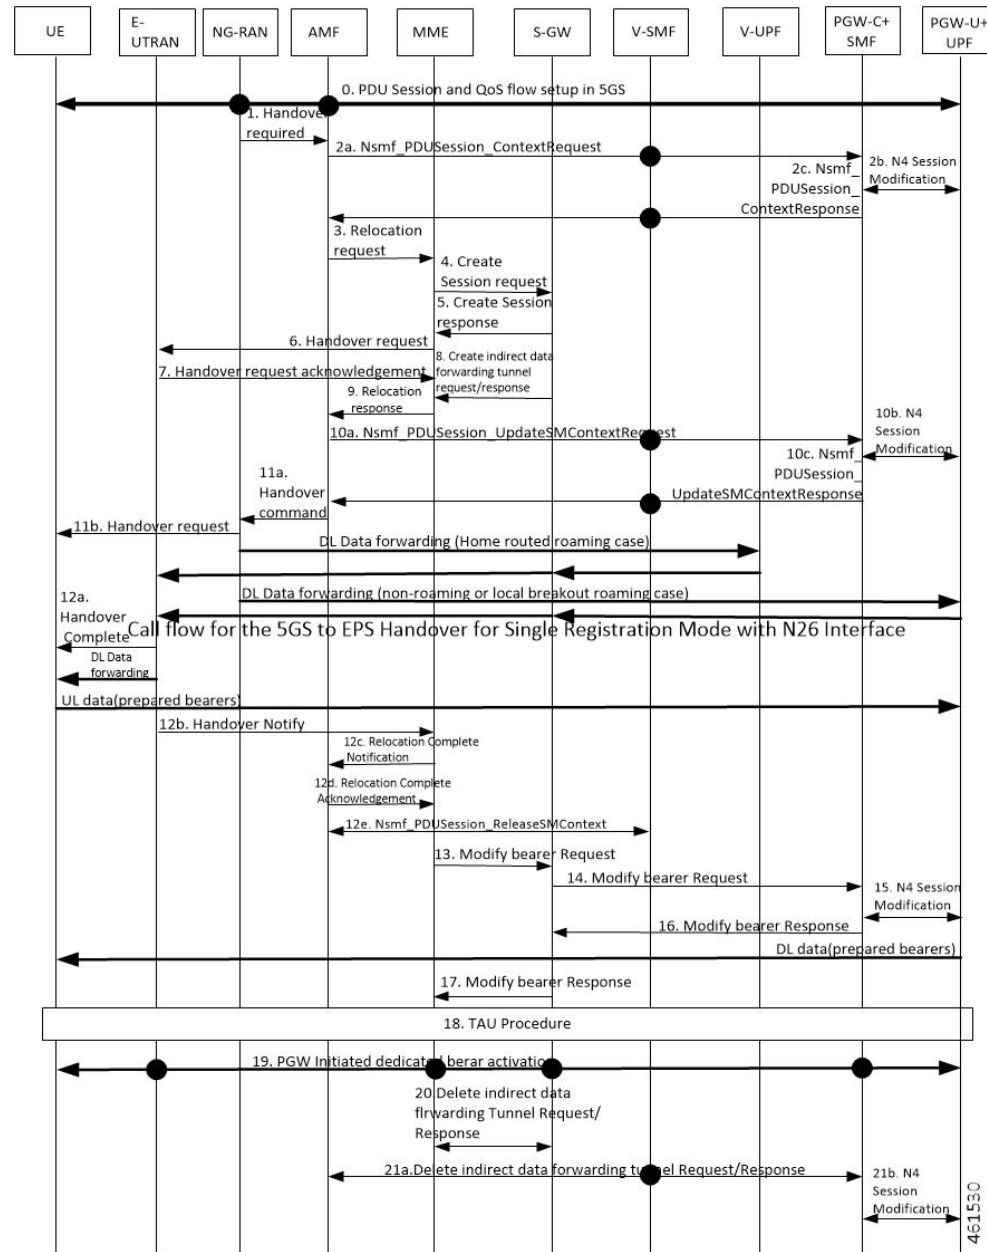 UE
E-
UTRAN
NG-RAN
AMF
MME
S-GW
V-SMF
V-UPF
PGW-C+
SMF
PGW-U+
UPF
0. PDU Session and QoS flow setup in 5GS
1. Handover
required
2a. Nsmf_PDUSession_ContextRequest
2b. N4 Session
Modification
2c. Nsmf_
PDUSession_
ContextResponse
3. Relocation
request
4. Create
Session request
5. Create Session
response
6. Handover request
7. Handover request acknowledgement
8. Create indirect data
forwarding tunnel
request/response
9. Relocation
response
10a. Nsmf_PDUSession_UpdateSMContextRequest
10b. N4
Session
Modification
10c. Nsmf_
PDUSession_
UpdateSMContextResponse
11a.
Handover
command
11b. Handover request
DL Data forwarding (Home routed roaming case)
DL Data forwarding (non-roaming or local breakout roaming case)
12a.
Handover
Complete
Call flow for the 5GS to EPS Handover for Single Registration Mode with N26 Interface
DL Data
forwarding
UL data(prepared bearers)
12b. Handover Notify
12c. Relocation Complete
Notification
12d. Relocation Complete
Acknowledgement
12e. Nsmf_PDUSession_ReleaseSMContext
13. Modify bearer Request
14. Modify bearer Request
15. N4 Session
Modification
16. Modify bearer Response
DL data(prepared bearers)
17. Modify bearer Response
18. TAU Procedure
19. PGW Initiated dedicated berar activation
20.Delete indirect data
flrwarding Tunnel Request/
Response
21a.Delete indirect data forwarding tunnel Request/Response
21b. N4
Session
Modification
461530